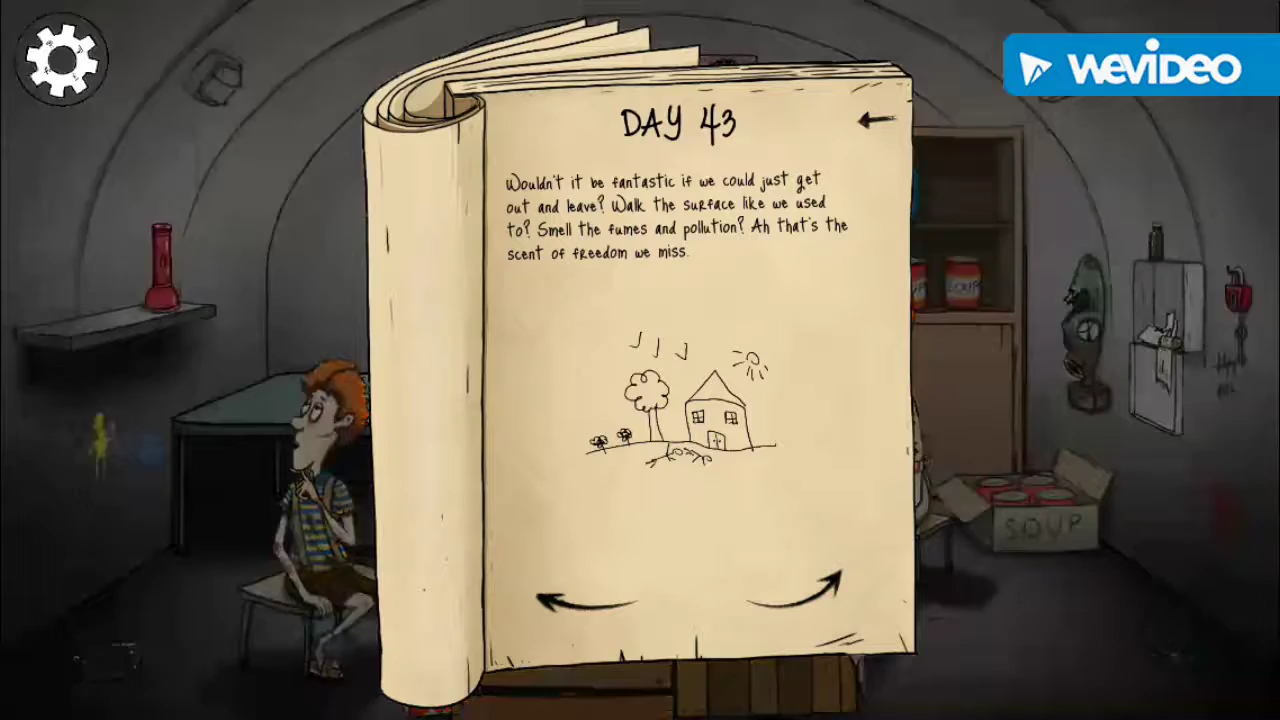 WEVIDEO
DAY 43
Wouldn't it be fantastic if we could just get
out and leave? Walk the surface like we used
to? Smell the fumes and pollution? Ah that's the
scent of freedom we miss.
SOUP
SOUP